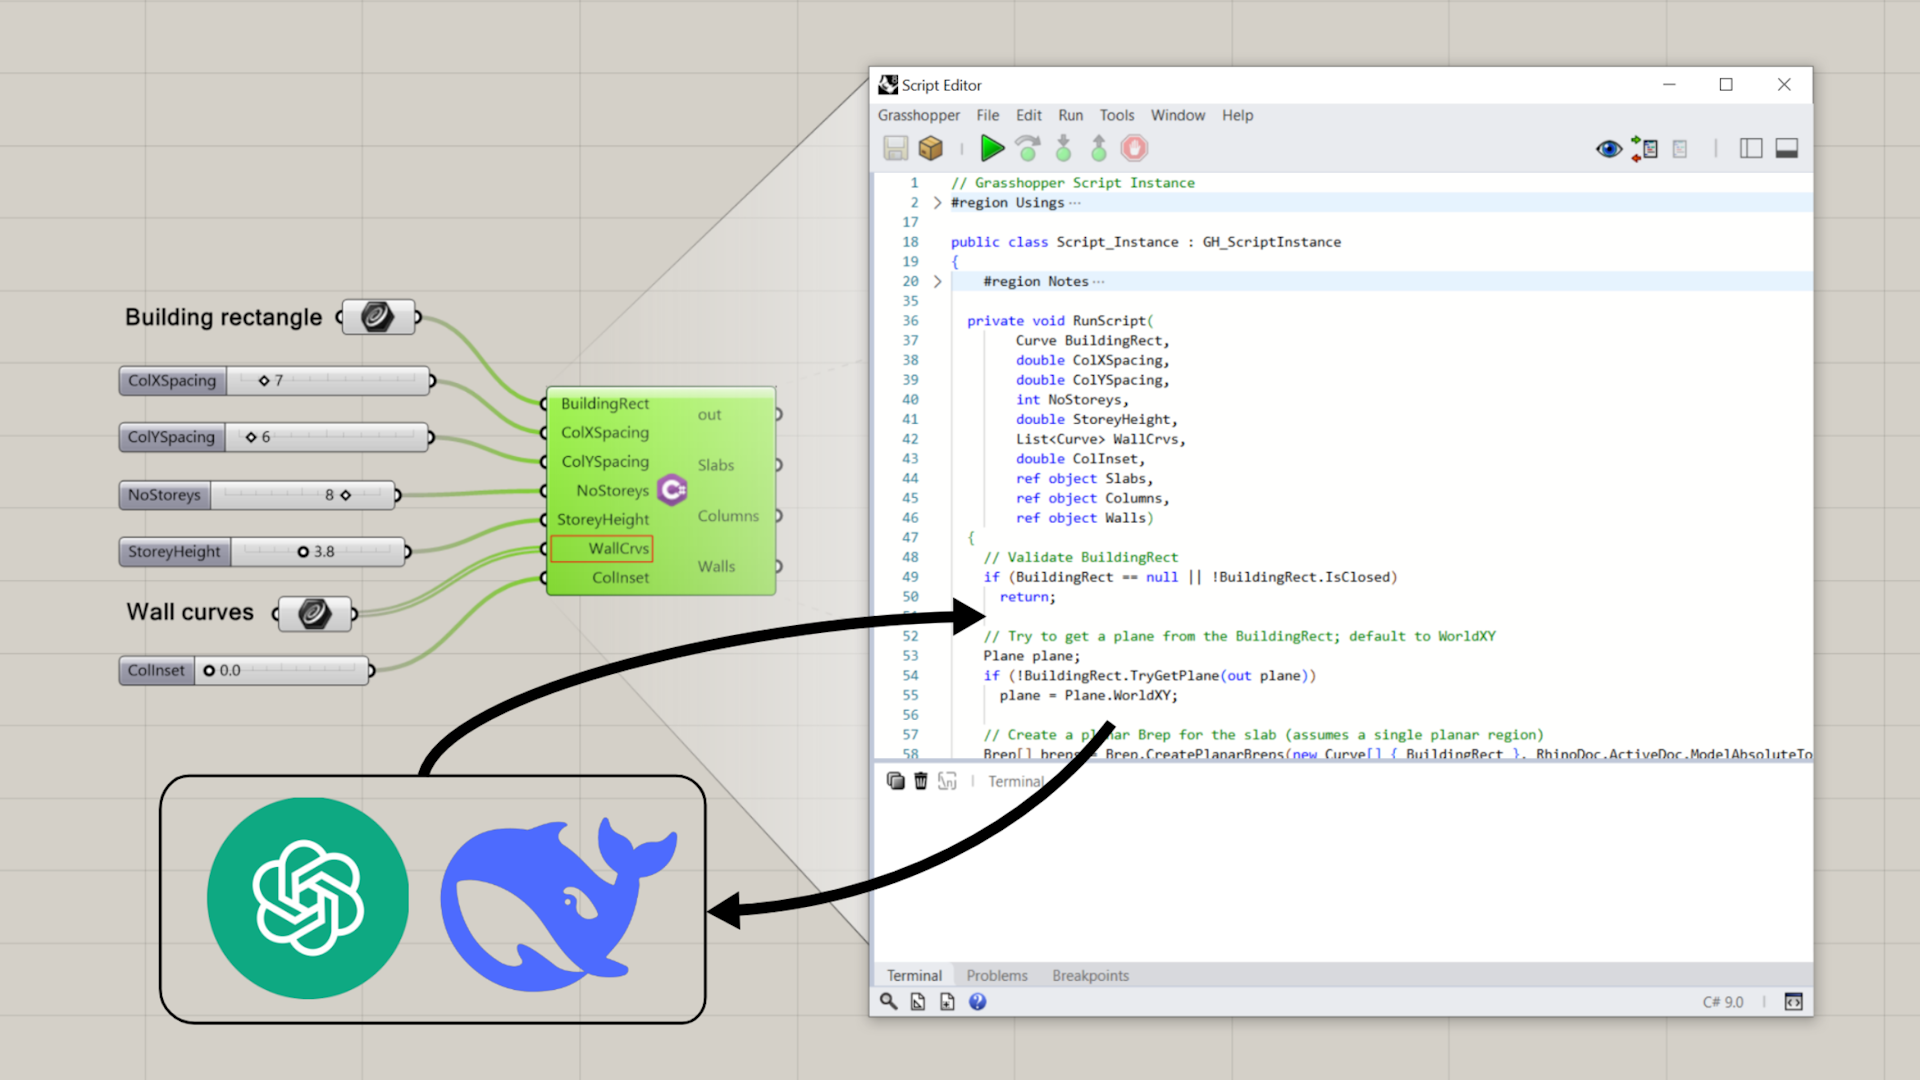 Building rectangle
ColXSpacing 7
ColYSpacing 6
NoStoreys 8
StoreyHeight 3.8
Wall curves
ColInset 0.0
BuildingRect
ColXSpacing
ColYSpacing
NoStoreys
StoreyHeight
WallCrvs
ColInset
C#
out
Slabs
Columns
Walls
Script Editor
Grasshopper File Edit Run Tools Window Help
1 // Grasshopper Script Instance
2 #region Usings ...
17
18 public class Script_Instance : GH_ScriptInstance
19 {
20 #region Notes ...
35
36 private void RunScript(
37 Curve BuildingRect,
38 double ColXSpacing,
39 double ColYSpacing,
40 int NoStoreys,
41 double StoreyHeight,
42 List<Curve> WallCrvs,
43 double ColInset,
44 ref object Slabs,
45 ref object Columns,
46 ref object Walls)
47 {
48 // Validate BuildingRect
49 if (BuildingRect == null || !BuildingRect.IsClosed)
50 return;
52 // Try to get a plane from the BuildingRect; default to WorldXY
53 Plane plane;
54 if (!BuildingRect.TryGetPlane(out plane))
55 plane = Plane.WorldXY;
56
57 // Create a planar Brep for the slab (assumes a single planar region)
58 Brep[] breps = Brep.CreatePlanarBreps(new Curve[] { BuildingRect }, RhinoDoc.ActiveDoc.ModelAbsoluteTo
Terminal
Terminal Problems Breakpoints
C# 9.0